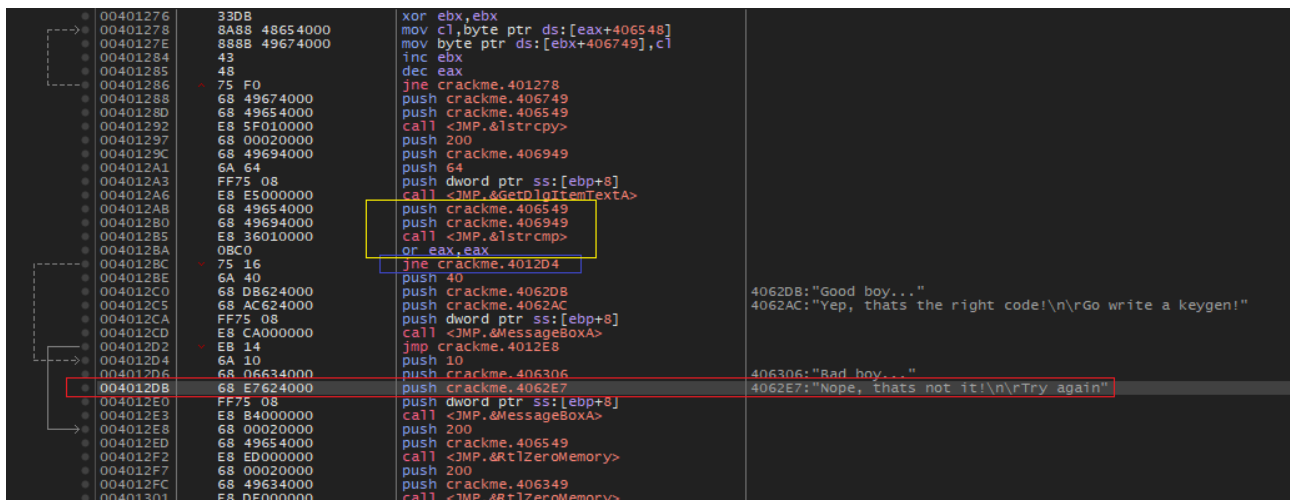 00401276 33DB xor ebx,ebx
00401278 8A88 48654000 mov cl,byte ptr ds:[eax+406548]
0040127E 888B 49674000 mov byte ptr ds:[ebx+406749],cl
00401284 43 inc ebx
00401285 48 dec eax
00401286 75 F0 jne crackme.401278
00401288 68 49674000 push crackme.406749
0040128D 68 49654000 push crackme.406549
00401292 E8 5F010000 call <JMP.&lstrcpy>
00401297 68 00020000 push 200
0040129C 68 49694000 push crackme.406949
004012A1 6A 64 push 64
004012A3 FF75 08 push dword ptr ss:[ebp+8]
004012A6 E8 E5000000 call <JMP.&GetDlgItemTextA>
004012AB 68 49654000 push crackme.406549
004012B0 68 49694000 push crackme.406949
004012B5 E8 36010000 call <JMP.&lstrcmp>
004012BA 0BC0 or eax,eax
004012BC 75 16 jne crackme.4012D4
004012BE 6A 40 push 40
004012C0 68 DB624000 push crackme.4062DB 4062DB:"Good boy..."
004012C5 68 AC624000 push crackme.4062AC 4062AC:"Yep, thats the right code!\n\rGo write a keygen!"
004012CA FF75 08 push dword ptr ss:[ebp+8]
004012CD E8 CA000000 call <JMP.&MessageBoxA>
004012D2 EB 14 jmp crackme.4012E8
004012D4 6A 10 push 10
004012D6 68 06634000 push crackme.406306 406306:"Bad boy..."
004012DB 68 E7624000 push crackme.4062E7 4062E7:"Nope, thats not it!\n\rTry again"
004012E0 FF75 08 push dword ptr ss:[ebp+8]
004012E3 E8 B4000000 call <JMP.&MessageBoxA>
004012E8 68 00020000 push 200
004012ED 68 49654000 push crackme.406549
004012F2 E8 ED000000 call <JMP.&RtlZeroMemory>
004012F7 68 00020000 push 200
004012FC 68 49634000 push crackme.406349
00401301 E8 DE000000 call <JMP.&RtlZeroMemory>